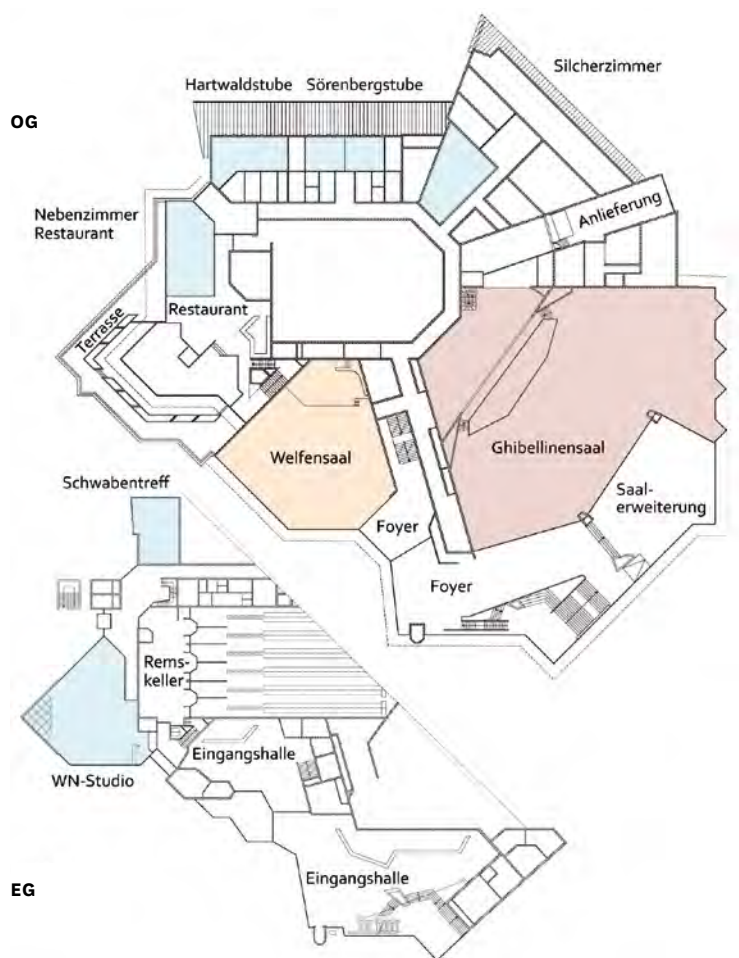 Silcherzimmer
Hartwaldstube Sörenbergstube
OG
Anlieferung
Nebenzimmer
Restaurant
Restaurant
Terrasse
Welfensaal
Ghibellinensaal
Saal-
erweiterung
Schwabentreff
Foyer
Foyer
Rems-
keller
Eingangshalle
WN-Studio
Eingangshalle
EG